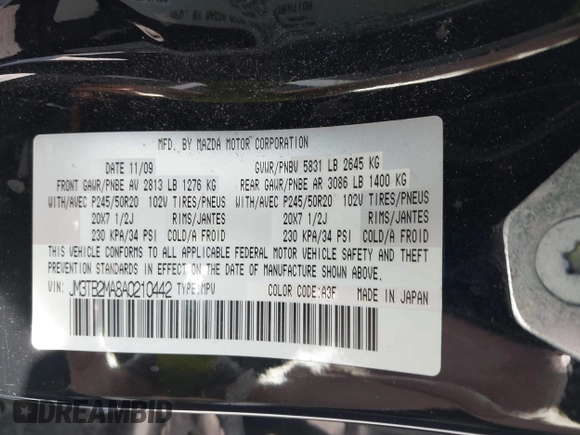 MFD. BY MAZDA MOTOR CORPORATION
DATE 11/09 GVWR/PNBV 5831 LB 2645 KG
FRONT GAWR/PNBE AV 2813 LB 1276 KG REAR GAWR/PNBE AR 3086 LB 1400 KG
WITH/AVEC P245/50R20 102V TIRES/PNEUS WITH/AVEC P245/50R20 102V TIRES/PNEUS
20X7 1/2J RIMS/JANTES 20X7 1/2J RIMS/JANTES
230 KPA/34 PSI COLD/A FROID 230 KPA/34 PSI COLD/A FROID
THIS VEHICLE CONFORMS TO ALL APPLICABLE FEDERAL MOTOR VEHICLE SAFETY AND THEFT
PREVENTION STANDARDS IN EFFECT ON THE DATE OF MANUFACTURE SHOWN ABOVE.
VIN: JM3TB2MA8A0210442 TYPE:MPV COLOR CODE:A3F MADE IN JAPAN
DREAMBID